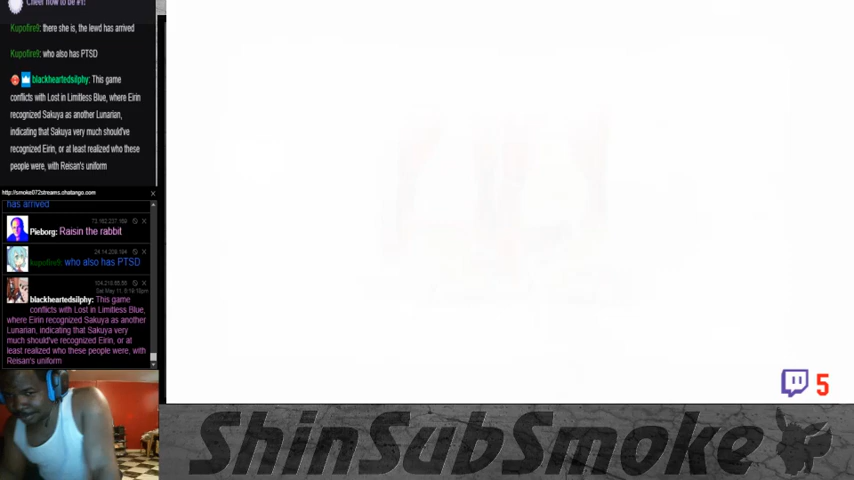 Cheer now to be #1!
Kupofire9: there she is, the lewd has arrived
Kupofire9: who also has PTSD
blackheartedsilphy: This game
conflicts with Lost in Limitless Blue, where Eirin
recognized Sakuya as another Lunarian,
indicating that Sakuya very much should've
recognized Eirin, or at least realized who these
people were, with Reisan's uniform
http://smoke072streams.chatango.com
has arrived
Pieborg: Raisin the rabbit
kupofire9: who also has PTSD
blackheartedsilphy: This game
conflicts with Lost in Limitless Blue,
where Eirin recognized Sakuya as another
Lunarian, indicating that Sakuya very
much should've recognized Eirin, or at
least realized who these people were, with
Reisan's uniform
5
ShinSubSmoke